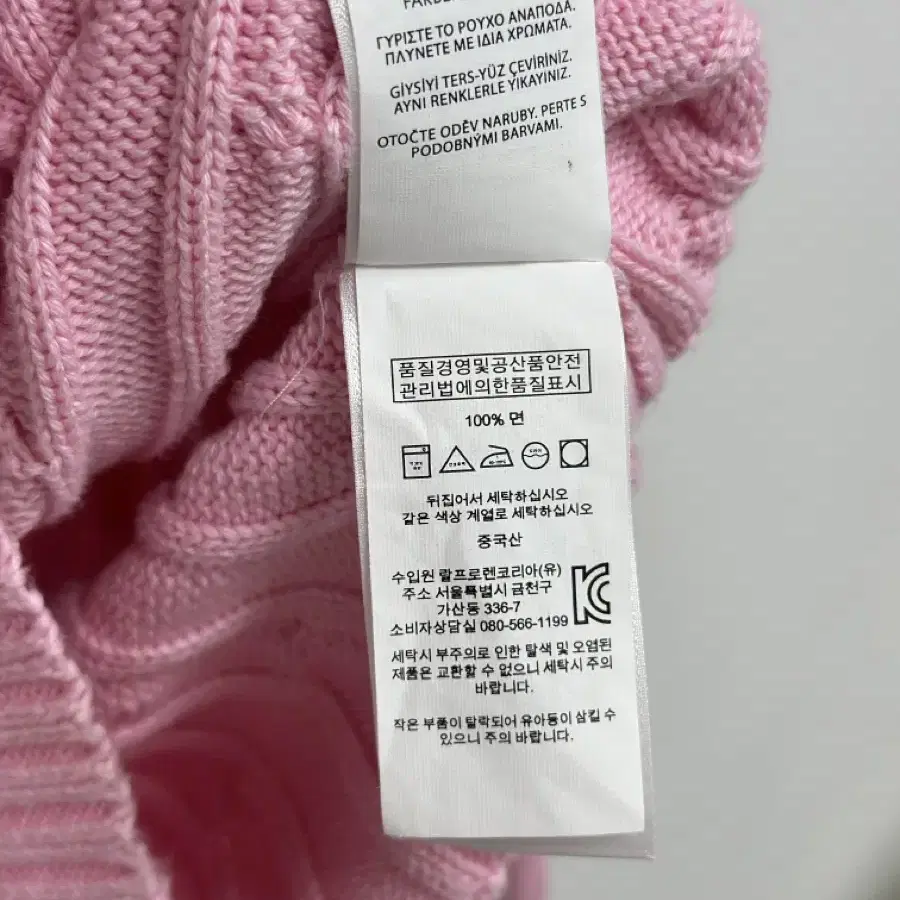 ΓΥΡΙΣΤΕ ΤΟ ΡΟΥΧΟ ΑΝΑΠΟΔΑ.
ΠΛΥΝΕΤΕ ΜΕ ΙΔΙΑ ΧΡΩΜΑΤΑ.
GİYSİYİ TERS-YÜZ ÇEVİRİNİZ.
AYNI RENKLERLE YIKAYINIZ.
OTOČTE ODĚV NARUBY. PERTE S
PODOBNÝMI BARVAMI.
품질경영및공산품안전
관리법에의한품질표시
100% 면
뒤집어서 세탁하십시오
같은 색상 계열로 세탁하십시오
중국산
수입원 랄프로렌코리아(유)
주소 서울특별시 금천구
가산동 336-7
소비자상담실 080-566-1199
세탁시 부주의로 인한 탈색 및 오염된
제품은 교환할 수 없으니 세탁시 주의
바랍니다.
작은 부품이 탈락되어 유아등이 삼킬 수
있으니 주의 바랍니다.